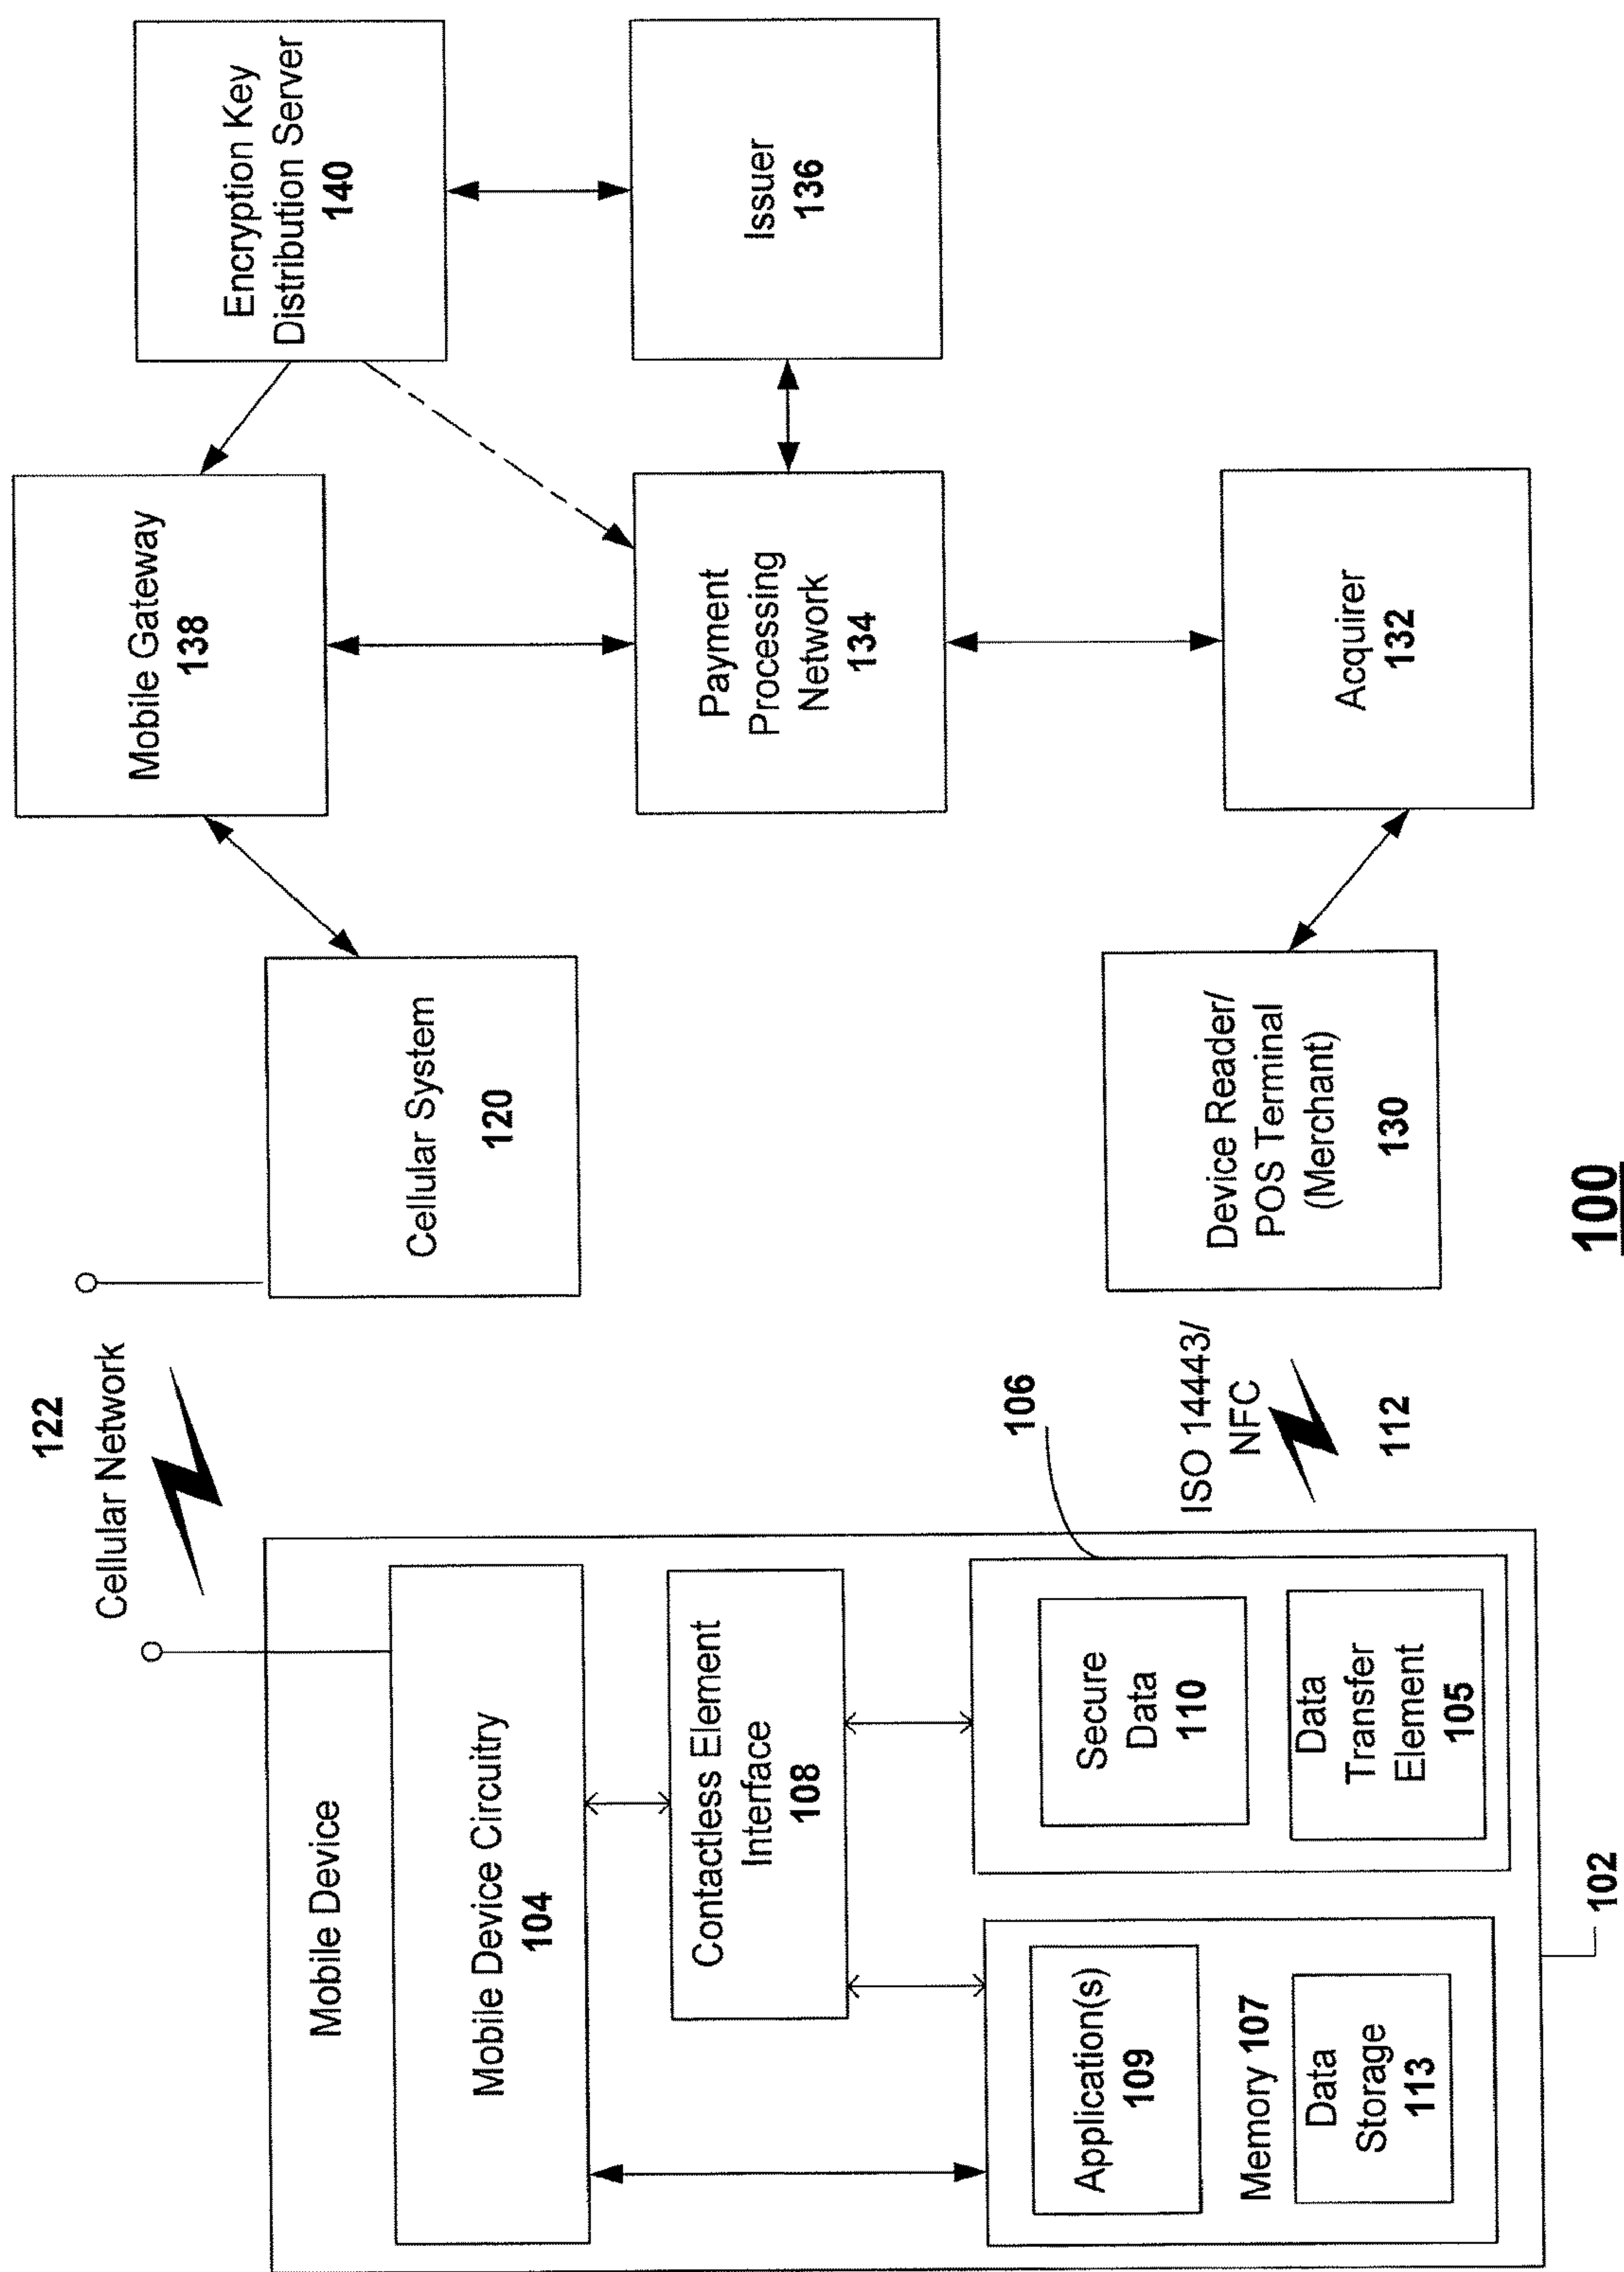 122
Cellular Network
Mobile Device
Mobile Device Circuitry
104
Contactless Element
Interface
108
Application(s)
109
Memory 107
Data
Storage
113
Secure
Data
110
Data
Transfer
Element
105
106
102
ISO 14443/
NFC
112
Cellular System
120
Device Reader/
POS Terminal
(Merchant)
130
Mobile Gateway
138
Payment
Processing
Network
134
Acquirer
132
Encryption Key
Distribution Server
140
Issuer
136
100